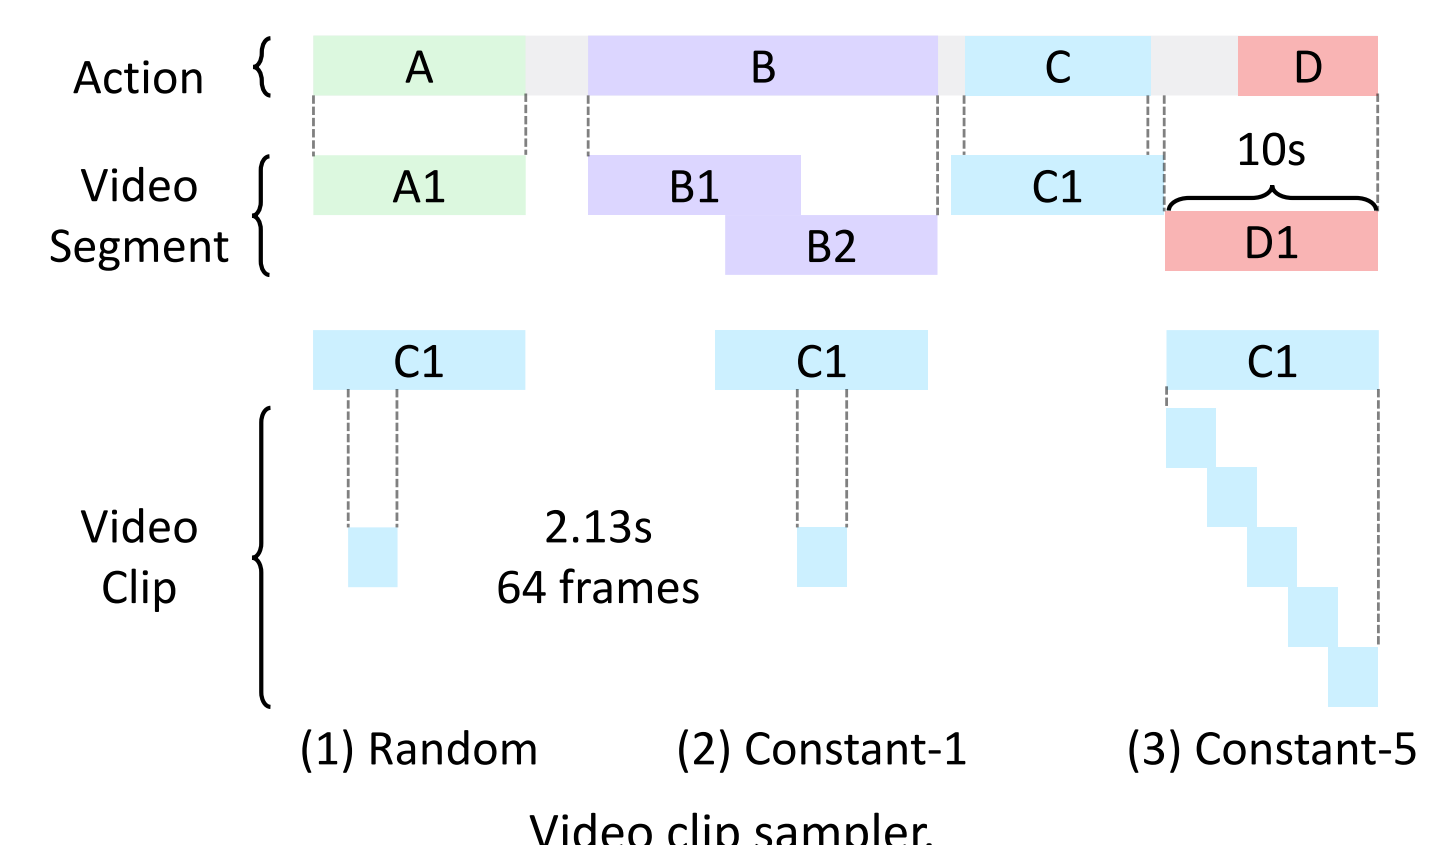 Action
A
B
C
D
10s
Video
Segment
A1
B1
B2
C1
D1
C1
C1
C1
Video
Clip
2.13s
64 frames
(1) Random
(2) Constant-1
(3) Constant-5
Video clip sampler.